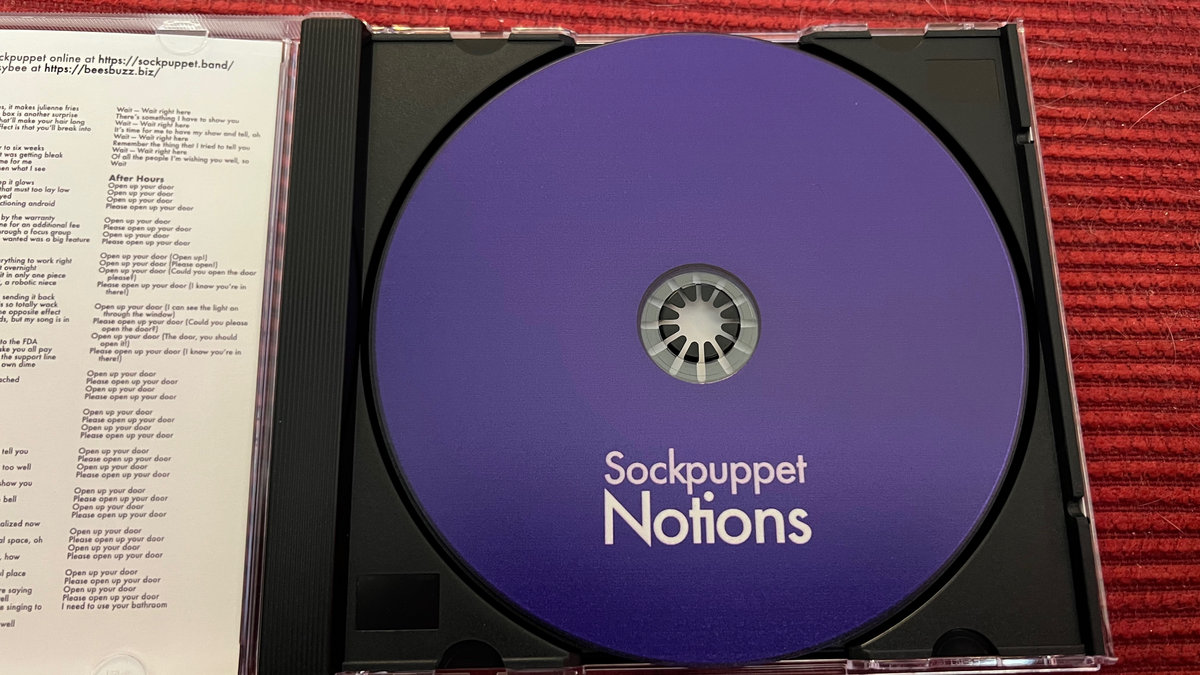 ckpuppet online at https://sockpuppet.band/
ybee at https://beesbuzz.biz/
s, it makes julienne fries
box is another surprise
hat'll make your hair long
ffect is that you'll break into
r to six weeks
t was getting bleak
me for me
en what I see
p it glows
that must too lay low
yed
ctioning android
by the warranty
ne for an additional fee
hrough a focus group
wanted was a big feature
erything to work right
t overnight
it in only one piece
, a robotic niece
sending it back
s so totally wack
he opposite effect
ds, but my song is in
to the FDA
ake you all pay
the support line
own dime
sched
tell you
too well
show you
bell
alized now
al space, oh
, how
ul place
re saying
ell
e singing to
well
Wait – Wait right here
There's something I have to show you
Wait – Wait right here
It's time for me to have my show and tell, oh
Wait – Wait right here
Remember the thing that I tried to tell you
Wait – Wait right here
Of all the people I'm wishing you well, so
Wait
After Hours
Open up your door
Open up your door
Open up your door
Please open up your door
Open up your door
Please open up your door
Open up your door
Please open up your door
Open up your door (Open up!)
Open up your door (Please open!)
Open up your door (Could you open the door
please?)
Please open up your door (I know you're in
there!)
Open up your door (I can see the light on
through the window)
Please open up your door (Could you please
open the door?)
Open up your door (The door, you should
open it!)
Please open up your door (I know you're in
there!)
Open up your door
Please open up your door
Open up your door
Please open up your door
Open up your door
Please open up your door
Open up your door
Please open up your door
Open up your door
Please open up your door
Open up your door
Please open up your door
Open up your door
Please open up your door
Open up your door
Please open up your door
Open up your door
Please open up your door
Open up your door
Please open up your door
Open up your door
Please open up your door
Open up your door
Please open up your door
I need to use your bathroom
Sockpuppet
Notions